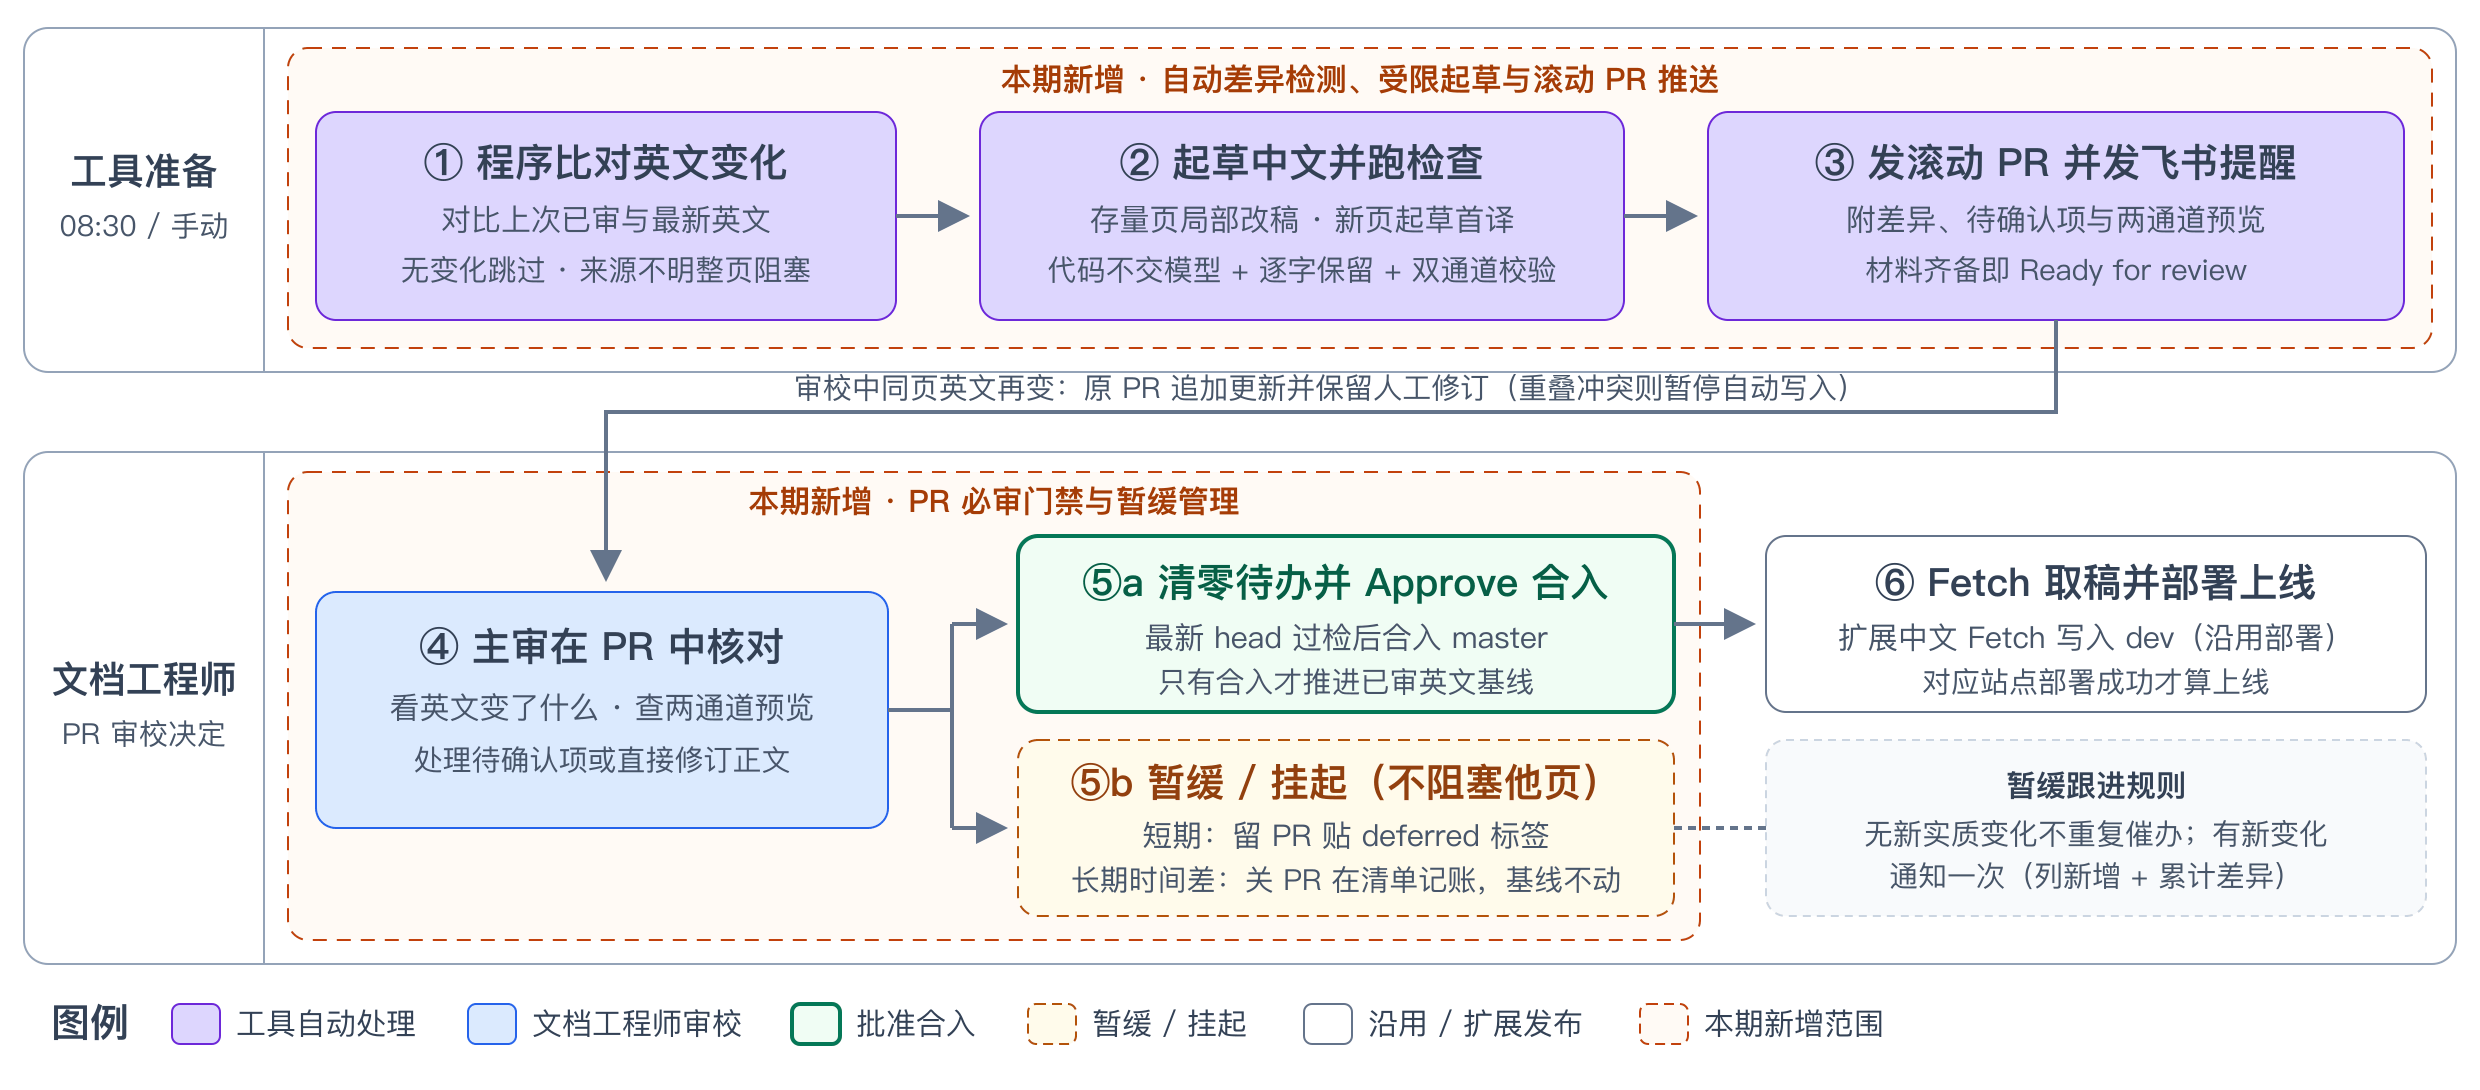 本期新增 · 自动差异检测、受限起草与滚动 PR 推送
工具准备
08:30 / 手动
① 程序比对英文变化
对比上次已审与最新英文
无变化跳过 · 来源不明整页阻塞
② 起草中文并跑检查
存量页局部改稿 · 新页起草首译
代码不交模型 + 逐字保留 + 双通道校验
③ 发滚动 PR 并发飞书提醒
附差异、待确认项与两通道预览
材料齐备即 Ready for review
审校中同页英文再变：原 PR 追加更新并保留人工修订（重叠冲突则暂停自动写入）
本期新增 · PR 必审门禁与暂缓管理
文档工程师
PR 审校决定
④ 主审在 PR 中核对
看英文变了什么 · 查两通道预览
处理待确认项或直接修订正文
⑤a 清零待办并 Approve 合入
最新 head 过检后合入 master
只有合入才推进已审英文基线
⑥ Fetch 取稿并部署上线
扩展中文 Fetch 写入 dev（沿用部署）
对应站点部署成功才算上线
⑤b 暂缓 / 挂起（不阻塞他页）
短期：留 PR 贴 deferred 标签
长期时间差：关 PR 在清单记账，基线不动
暂缓跟进规则
无新实质变化不重复催办；有新变化
通知一次（列新增 + 累计差异）
图例
工具自动处理
文档工程师审校
批准合入
暂缓 / 挂起
沿用 / 扩展发布
本期新增范围